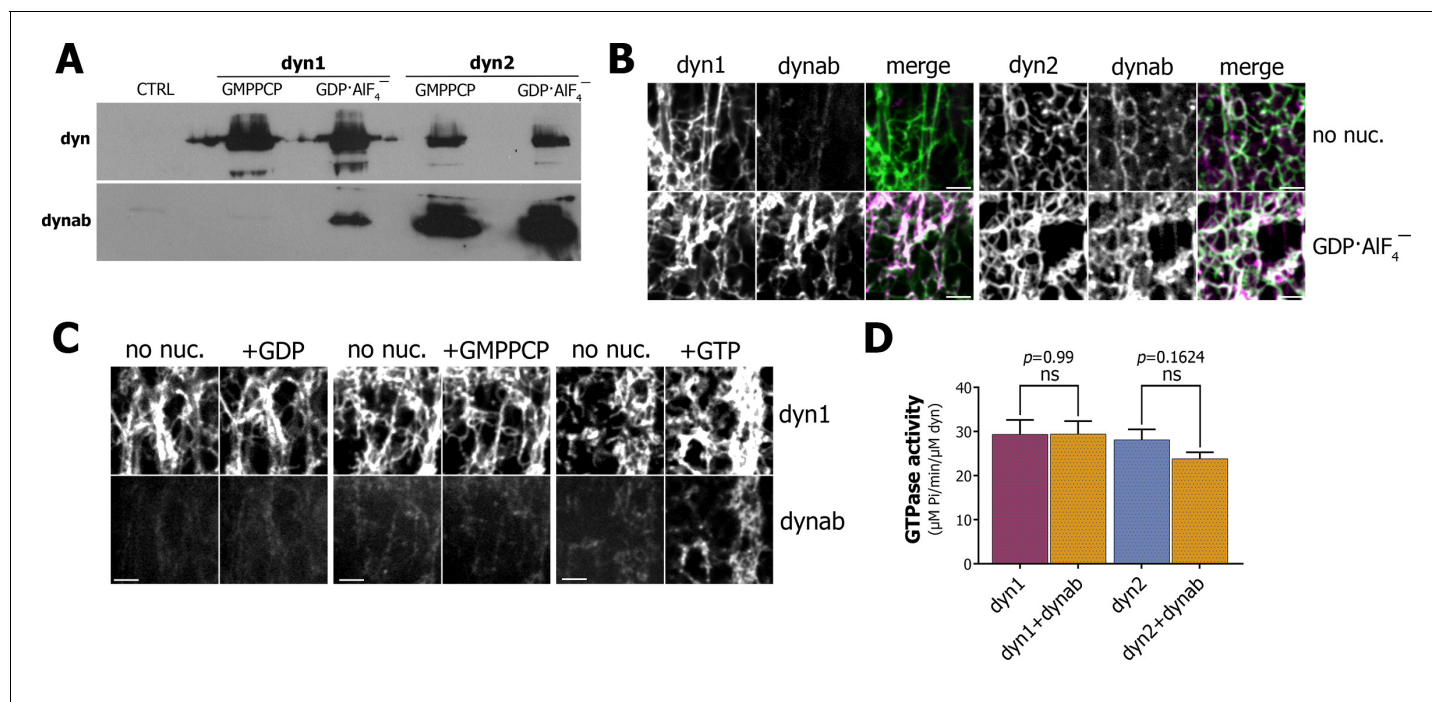 A
dyn1 dyn2
CTRL GMPPCP GDP·AlF4− GMPPCP GDP·AlF4−
dyn
dynab
B
dyn1 dynab merge dyn2 dynab merge
no nuc.
GDP·AlF4−
C
no nuc. +GDP no nuc. +GMPPCP no nuc. +GTP
dyn1
dynab
D
p=0.99 p=0.1624
ns ns
GTPase activity
(µM Pi/min/µM dyn)
40
30
20
10
0
dyn1 dyn1+dynab dyn2 dyn2+dynab